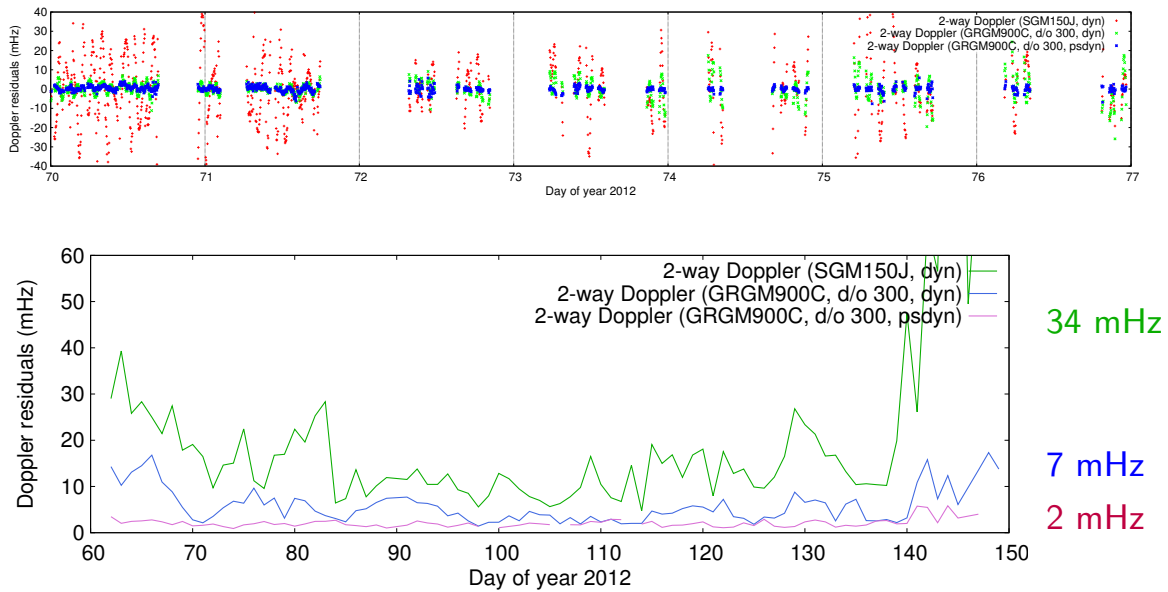 40
30
20
10
0
-10
-20
-30
-40
Doppler residuals (mHz)
2-way Doppler (SGM150J, dyn)
2-way Doppler (GRGM900C, d/o 300, dyn)
2-way Doppler (GRGM900C, d/o 300, psdyn)
70 71 72 73 74 75 76 77
Day of year 2012
60
50
40
30
20
10
0
Doppler residuals (mHz)
2-way Doppler (SGM150J, dyn)
2-way Doppler (GRGM900C, d/o 300, dyn)
2-way Doppler (GRGM900C, d/o 300, psdyn)
34 mHz
7 mHz
2 mHz
60 70 80 90 100 110 120 130 140 150
Day of year 2012